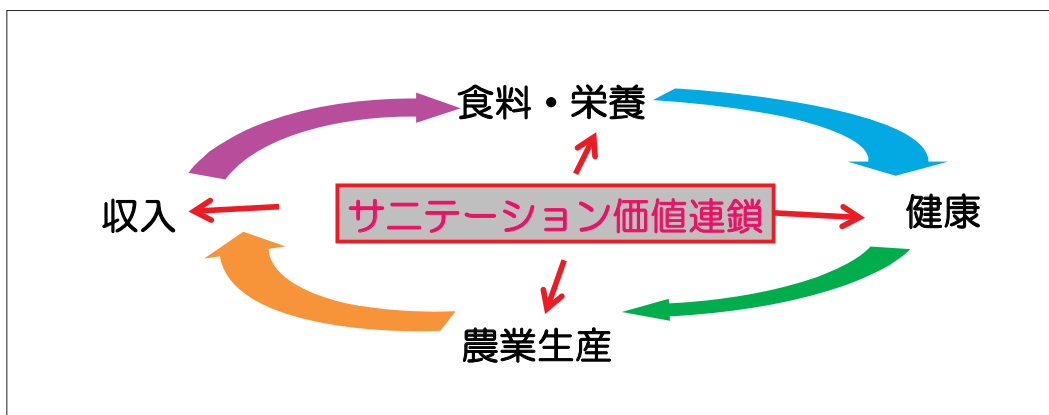 食料・栄養
収入
サニテーション価値連鎖
健康
農業生産